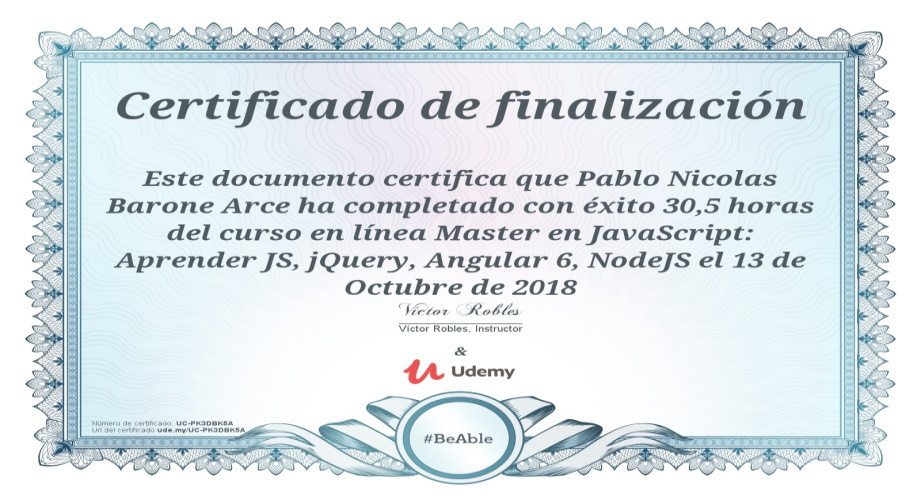 Certificado de finalización
Este documento certifica que Pablo Nicolas
Barone Arce ha completado con éxito 30,5 horas
del curso en línea Master en JavaScript:
Aprender JS, jQuery, Angular 6, NodeJS el 13 de
Octubre de 2018
Victor Robles
Víctor Robles, Instructor
&
Udemy
Número de certificado: UC-PK3DBK5A
Url del certificado ude.my/UC-PK3DBK5A
#BeAble